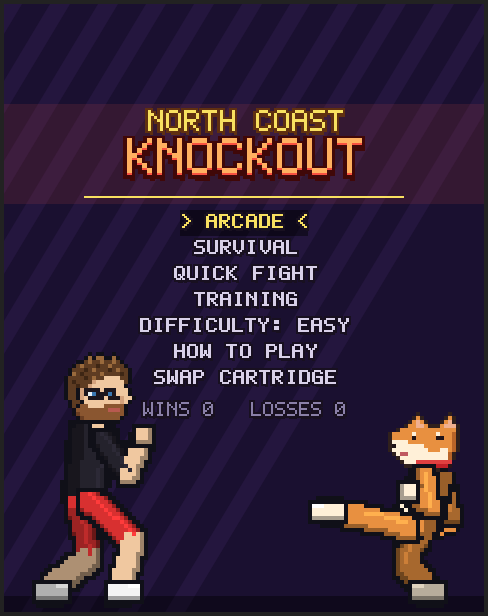 NORTH COAST
KNOCKOUT
> ARCADE <
SURVIVAL
QUICK FIGHT
TRAINING
DIFFICULTY: EASY
HOW TO PLAY
SWAP CARTRIDGE
WINS 0 LOSSES 0